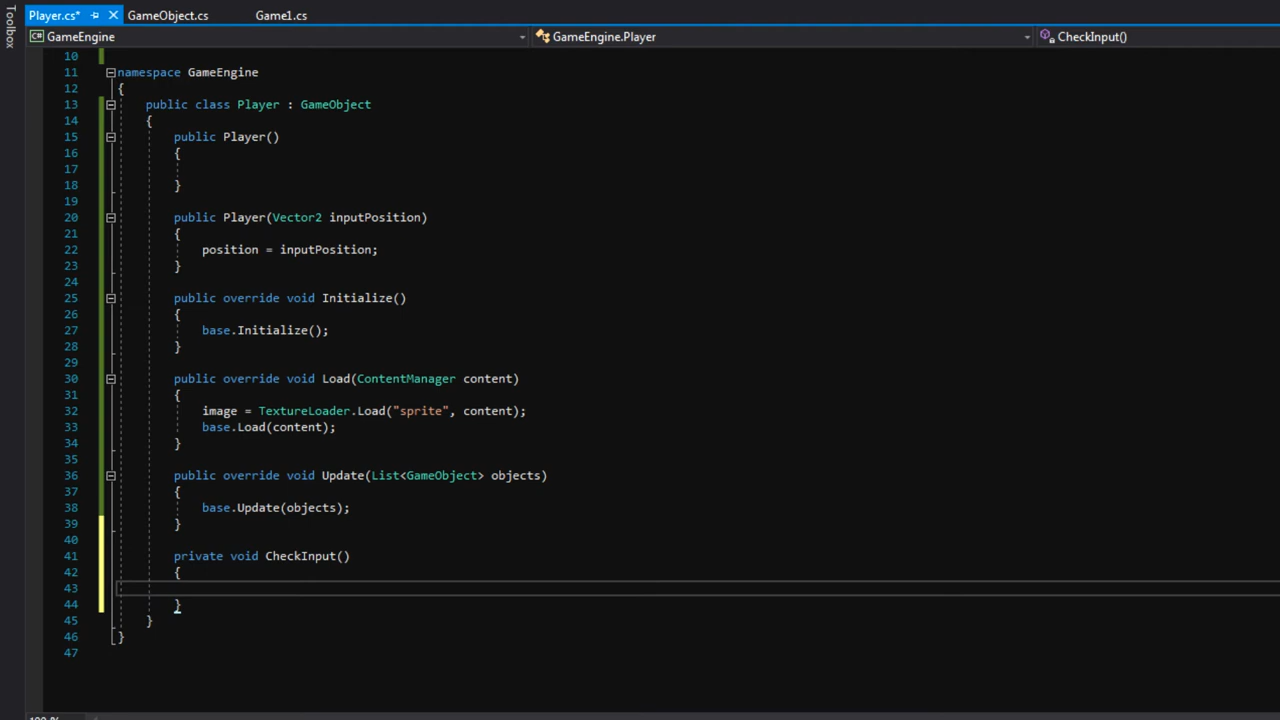 Toolbox
Player.cs* GameObject.cs Game1.cs
C# GameEngine GameEngine.Player CheckInput()
10
11 namespace GameEngine
12 {
13 public class Player : GameObject
14 {
15 public Player()
16 {
17
18 }
19
20 public Player(Vector2 inputPosition)
21 {
22 position = inputPosition;
23 }
24
25 public override void Initialize()
26 {
27 base.Initialize();
28 }
29
30 public override void Load(ContentManager content)
31 {
32 image = TextureLoader.Load("sprite", content);
33 base.Load(content);
34 }
35
36 public override void Update(List<GameObject> objects)
37 {
38 base.Update(objects);
39 }
40
41 private void CheckInput()
42 {
43
44 }
45 }
46 }
47